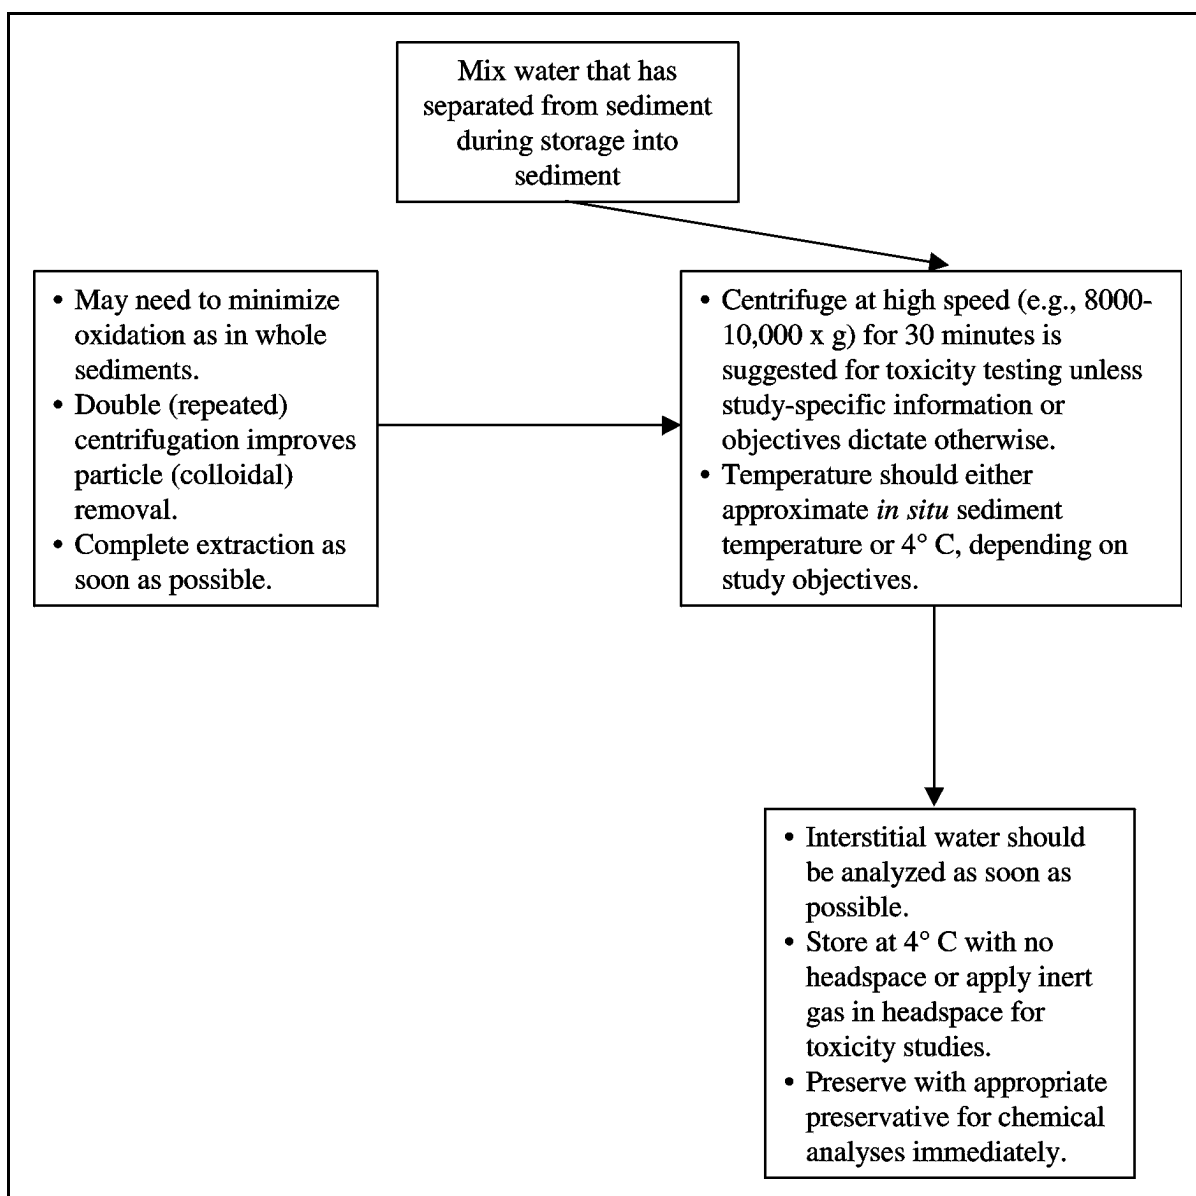 Mix water that has
separated from sediment
during storage into
sediment
• May need to minimize
oxidation as in whole
sediments.
• Double (repeated)
centrifugation improves
particle (colloidal)
removal.
• Complete extraction as
soon as possible.
• Centrifuge at high speed (e.g., 8000-
10,000 x g) for 30 minutes is
suggested for toxicity testing unless
study-specific information or
objectives dictate otherwise.
• Temperature should either
approximate in situ sediment
temperature or 4° C, depending on
study objectives.
• Interstitial water should
be analyzed as soon as
possible.
• Store at 4° C with no
headspace or apply inert
gas in headspace for
toxicity studies.
• Preserve with appropriate
preservative for chemical
analyses immediately.